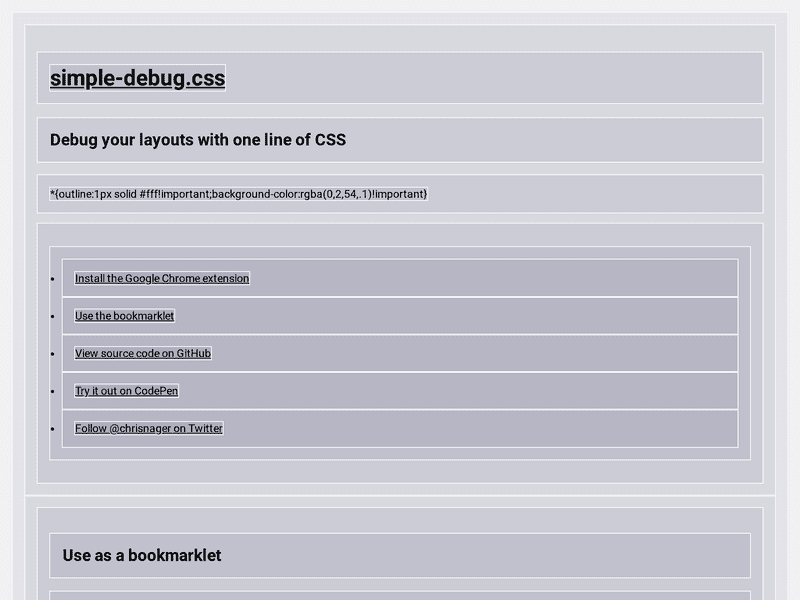 simple-debug.css
Debug your layouts with one line of CSS
*{outline:1px solid #fff!important;background-color:rgba(0,2,54,.1)!important}
Install the Google Chrome extension
Use the bookmarklet
View source code on GitHub
Try it out on CodePen
Follow @chrisnager on Twitter
Use as a bookmarklet